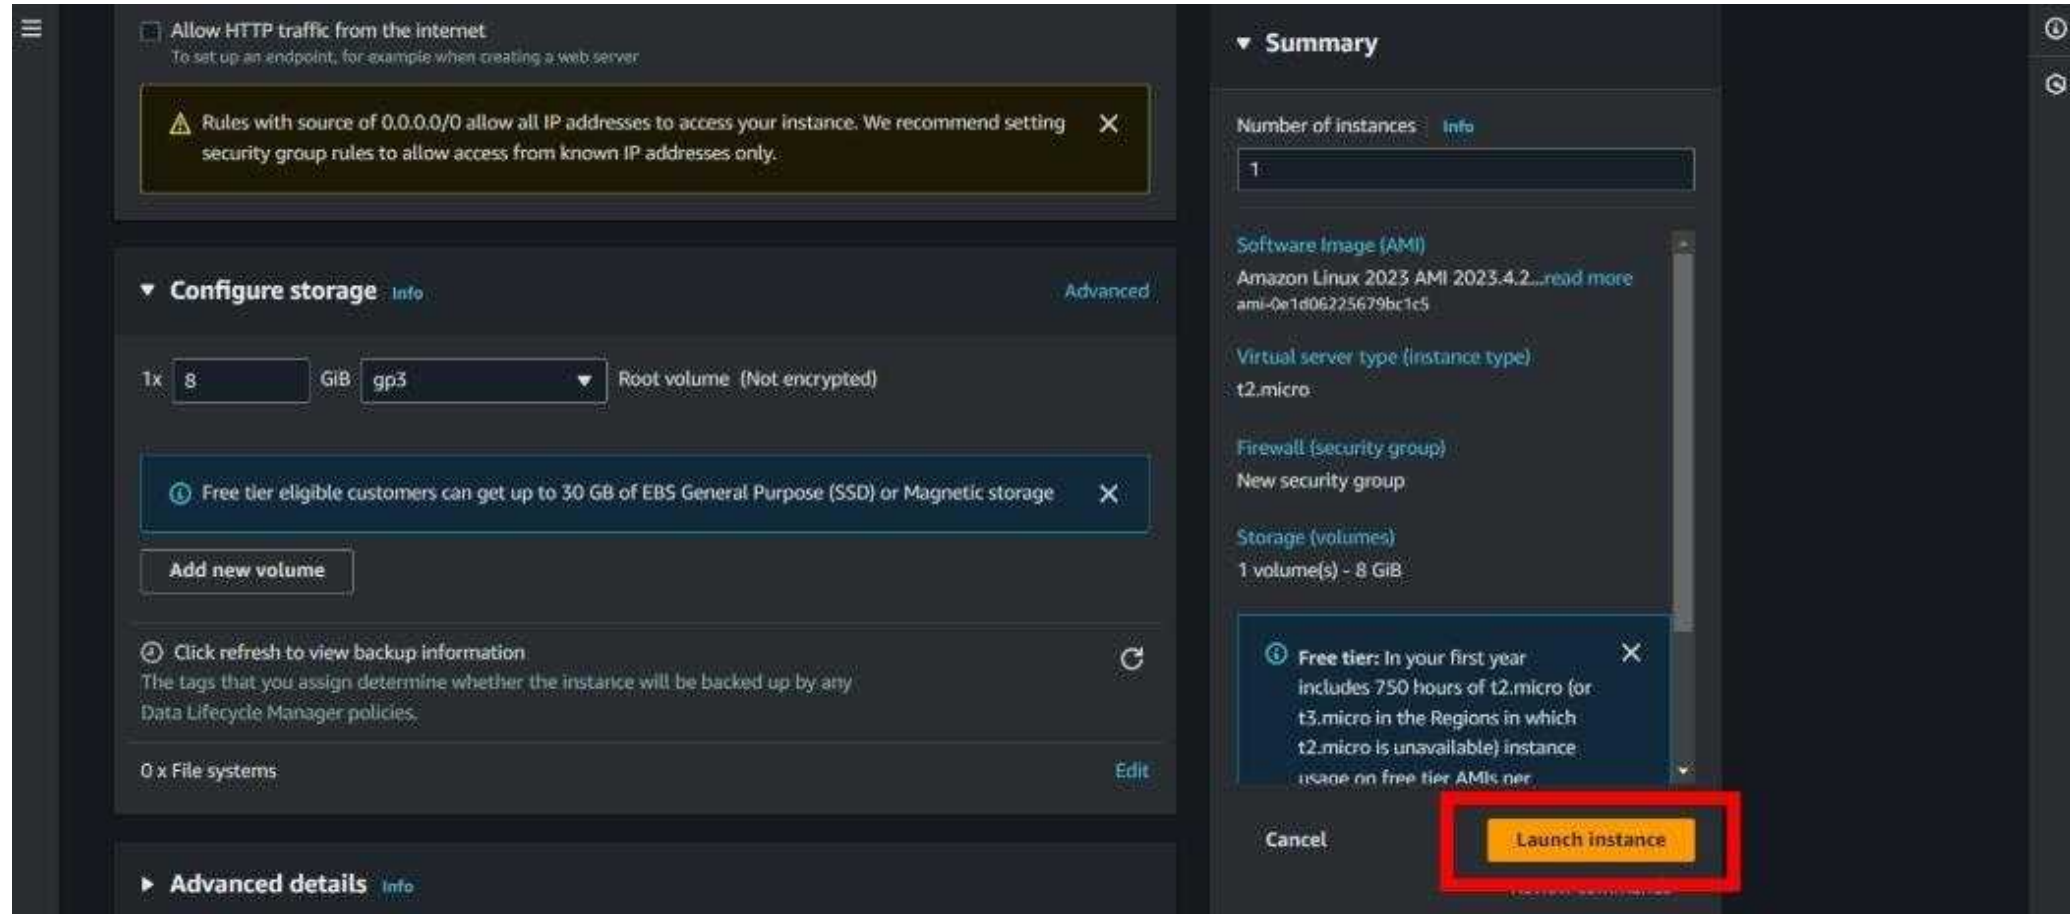 Allow HTTP traffic from the internet
To set up an endpoint, for example when creating a web server
Rules with source of 0.0.0.0/0 allow all IP addresses to access your instance. We recommend setting
security group rules to allow access from known IP addresses only.
Configure storage Info
Advanced
1x 8 GiB gp3 Root volume (Not encrypted)
Free tier eligible customers can get up to 30 GB of EBS General Purpose (SSD) or Magnetic storage
Add new volume
Click refresh to view backup information
The tags that you assign determine whether the instance will be backed up by any
Data Lifecycle Manager policies.
0 x File systems
Edit
Advanced details Info
Summary
Number of instances Info
1
Software Image (AMI)
Amazon Linux 2023 AMI 2023.4.2...read more
ami-0e1d06225679bc1c5
Virtual server type (instance type)
t2.micro
Firewall (security group)
New security group
Storage (volumes)
1 volume(s) - 8 GiB
Free tier: In your first year
includes 750 hours of t2.micro (or
t3.micro in the Regions in which
t2.micro is unavailable) instance
usage on free tier AMIs per
Cancel
Launch instance